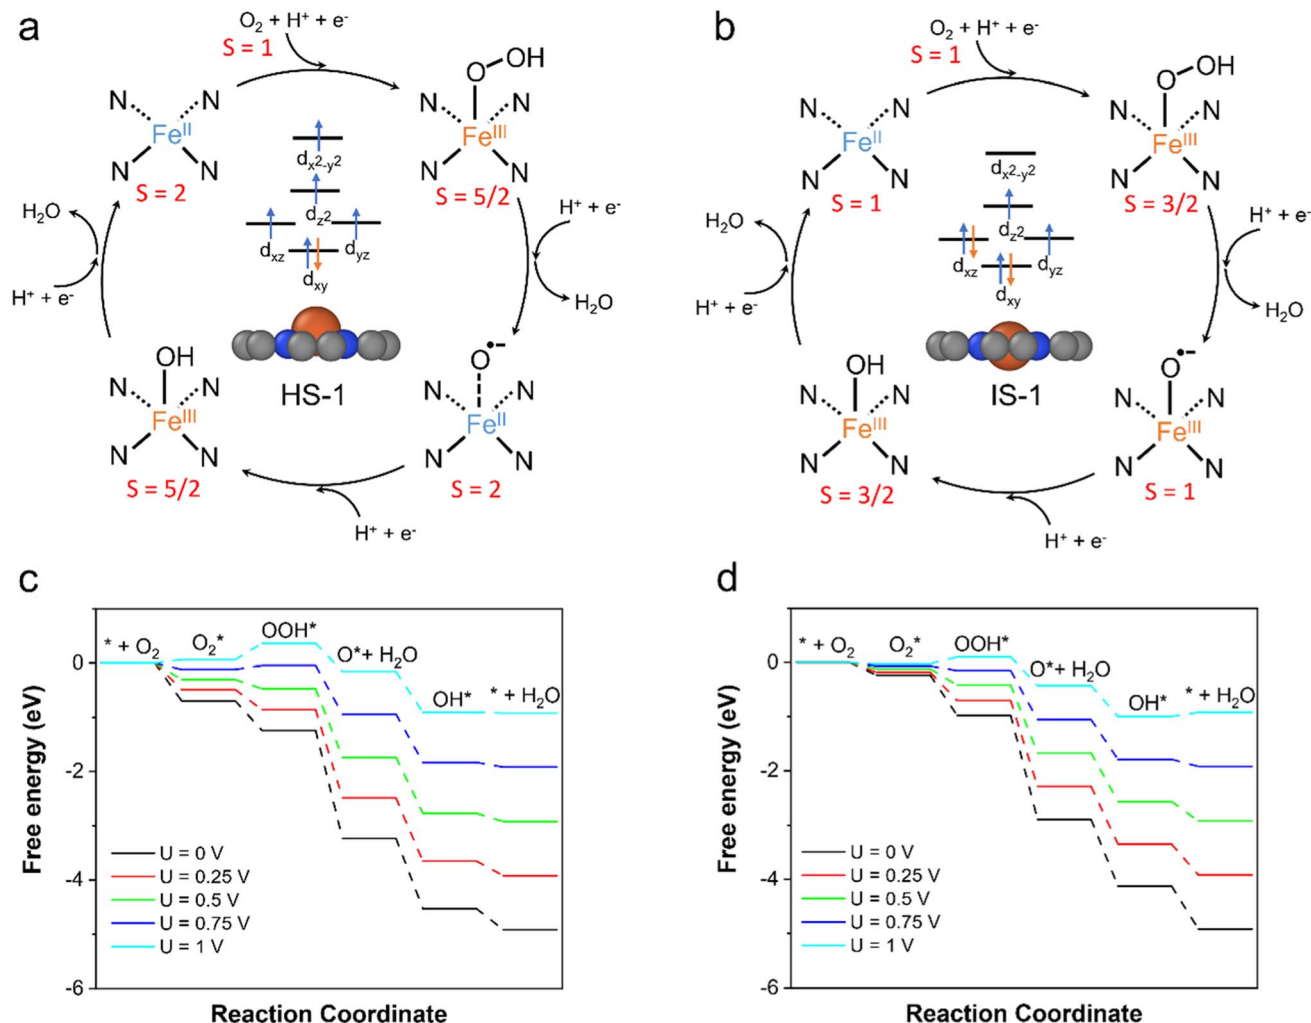 a
O₂ + H⁺ + e⁻
S = 1
N N
Fe^II
N N
S = 2
O–OH
N N
Fe^III
N N
S = 5/2
d_x²-y²
d_z²
d_xz
d_yz
d_xy
H₂O
H⁺ + e⁻
H⁺ + e⁻
H₂O
HS-1
OH
N N
Fe^III
N N
S = 5/2
O•−
N N
Fe^II
N N
S = 2
H⁺ + e⁻
b
O₂ + H⁺ + e⁻
S = 1
N N
Fe^II
N N
S = 1
O–OH
N N
Fe^III
N N
S = 3/2
d_x²-y²
d_z²
d_xz
d_yz
d_xy
H₂O
H⁺ + e⁻
H⁺ + e⁻
H₂O
IS-1
OH
N N
Fe^III
N N
S = 3/2
O•−
N N
Fe^III
N N
S = 1
H⁺ + e⁻
c
Free energy (eV)
0
-2
-4
-6
* + O₂
O₂*
OOH*
O*+ H₂O
OH*
* + H₂O
U = 0 V
U = 0.25 V
U = 0.5 V
U = 0.75 V
U = 1 V
Reaction Coordinate
d
Free energy (eV)
0
-2
-4
-6
* + O₂
O₂*
OOH*
O*+ H₂O
OH*
* + H₂O
U = 0 V
U = 0.25 V
U = 0.5 V
U = 0.75 V
U = 1 V
Reaction Coordinate